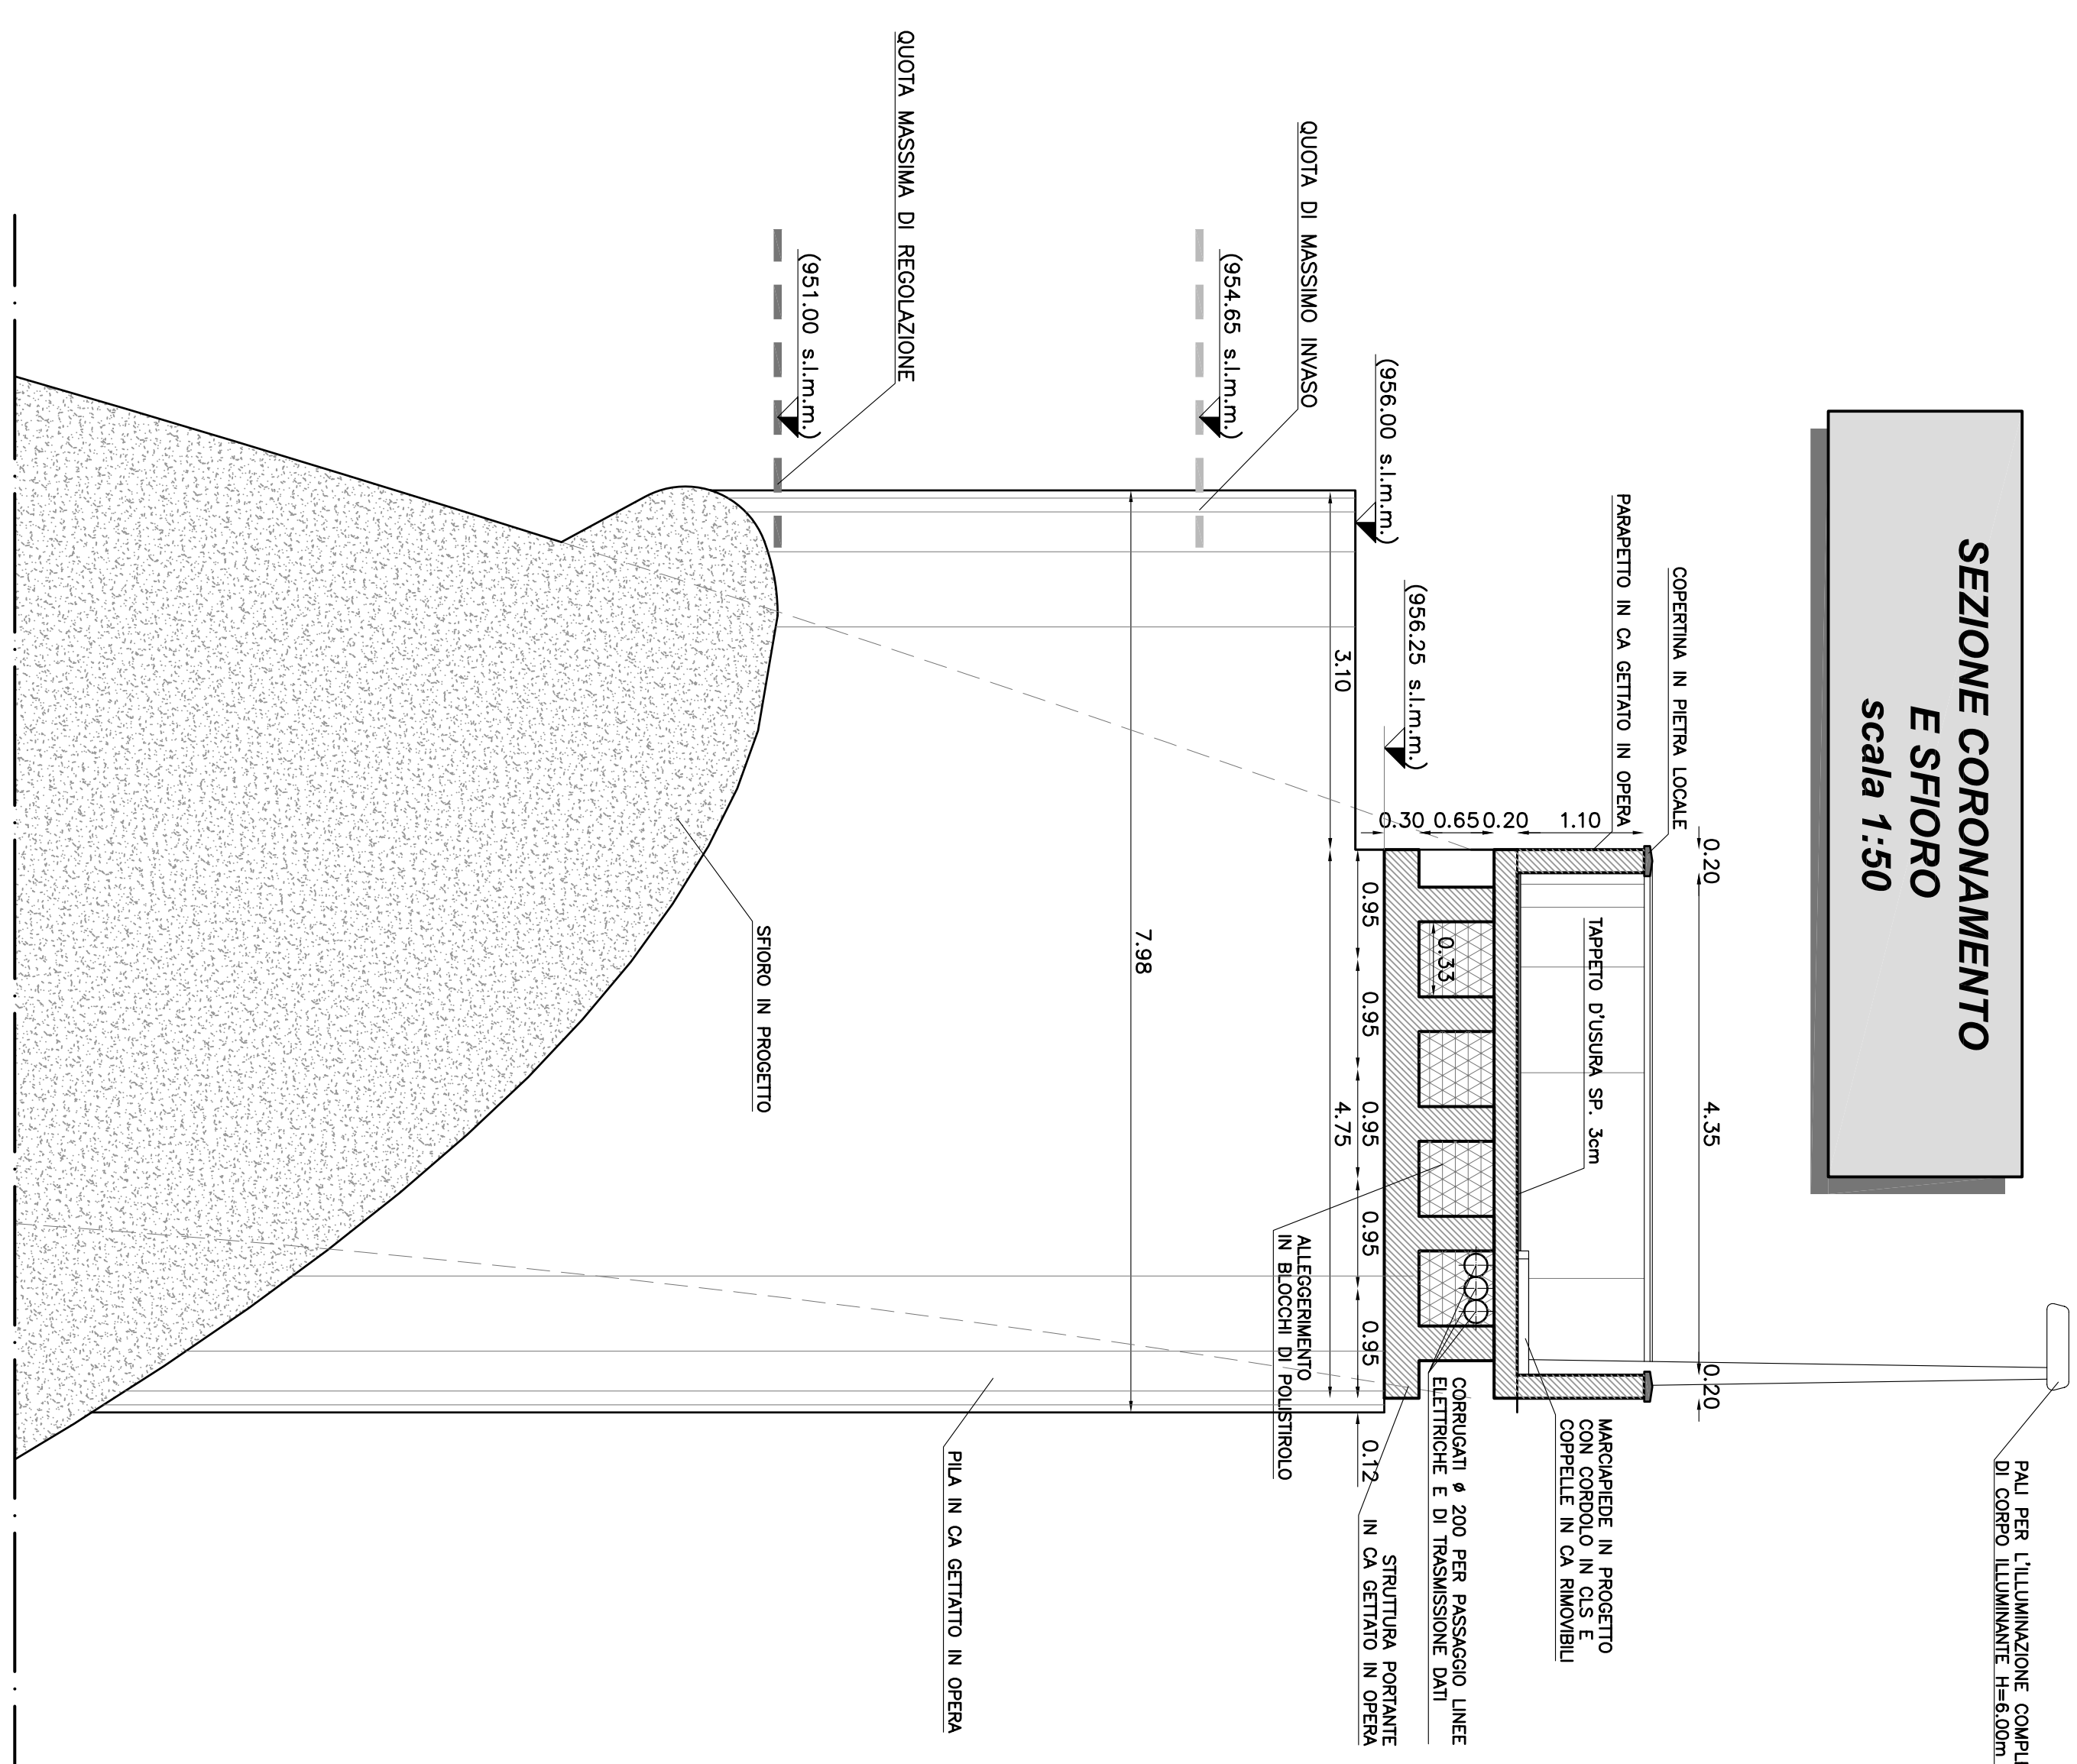 SEZIONE CORONAMENTO
E SFIORO
scala 1:50
PALI PER L'ILLUMINAZIONE
DI CORPO ILLUMINANTE H=6.00m
0.20
4.35
0.20
COPERTINA IN PIETRA LOCALE
PARAPETTO IN CA GETTATO IN OPERA
TAPPETO D'USURA SP. 3cm
MARCIAPIEDE IN PROGETTO
CON CORDOLO IN CLS E
COPPELLE IN CA RIMOVIBILI
0.30
0.65
0.20
1.10
0.33
CORRUGATI ø 200 PER PASSAGGIO LINEE
ELETTRICHE E DI TRASMISSIONE DATI
(956.25 s.l.m.m.)
(956.00 s.l.m.m.)
STRUTTURA PORTANTE
IN CA GETTATO IN OPERA
0.95
0.95
0.95
0.95
0.95
0.12
3.10
4.75
QUOTA DI MASSIMO INVASO
ALLEGGERIMENTO
IN BLOCCHI DI POLISTIROLO
(954.65 s.l.m.m.)
7.98
PILA IN CA GETTATTO IN OPERA
QUOTA MASSIMA DI REGOLAZIONE
(951.00 s.l.m.m.)
SFIORO IN PROGETTO